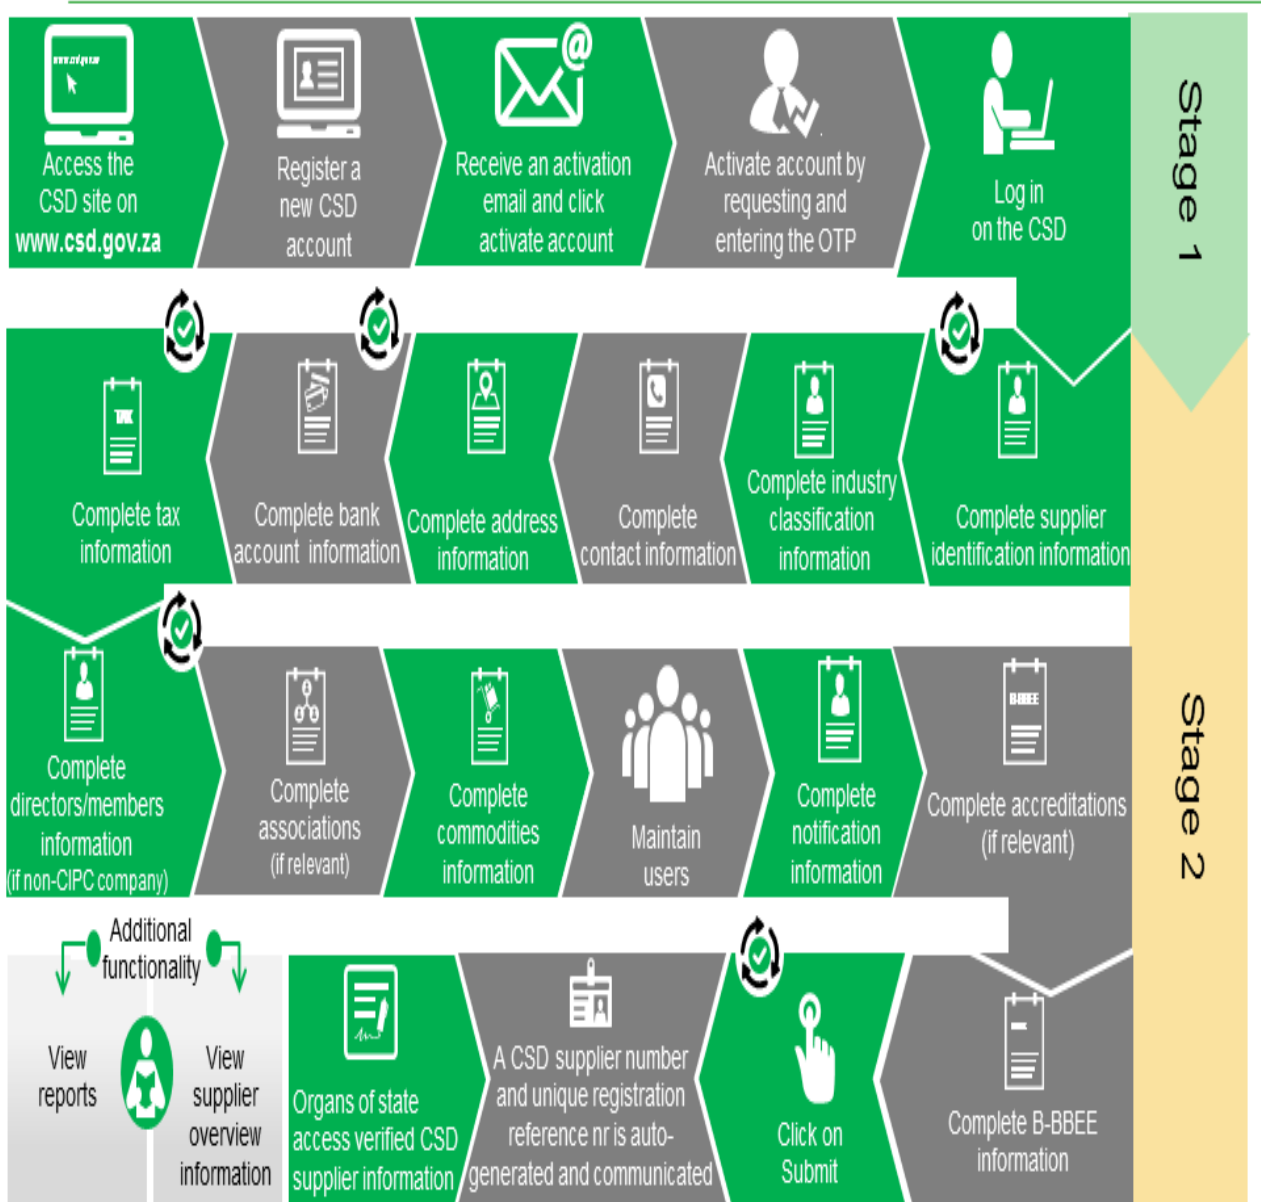 www.csd.gov.za
Access the
CSD site on
www.csd.gov.za
Register a
new CSD
account
@
Receive an activation
email and click
activate account
Activate account by
requesting and
entering the OTP
Log in
on the CSD
Stage 1
Complete supplier
identification information
Complete industry
classification
information
Complete
contact information
Complete address
information
Complete bank
account information
TAX
Complete tax
information
Complete
directors/members
information
(if non-CIPC company)
Complete
associations
(if relevant)
Complete
commodities
information
Maintain
users
Complete
notification
information
B-BBEE
Complete accreditations
(if relevant)
Stage 2
Complete B-BBEE
information
Click on
Submit
A CSD supplier number
and unique registration
reference nr is auto-
generated and communicated
Organs of state
access verified CSD
supplier information
Additional
functionality
View
reports
View
supplier
overview
information